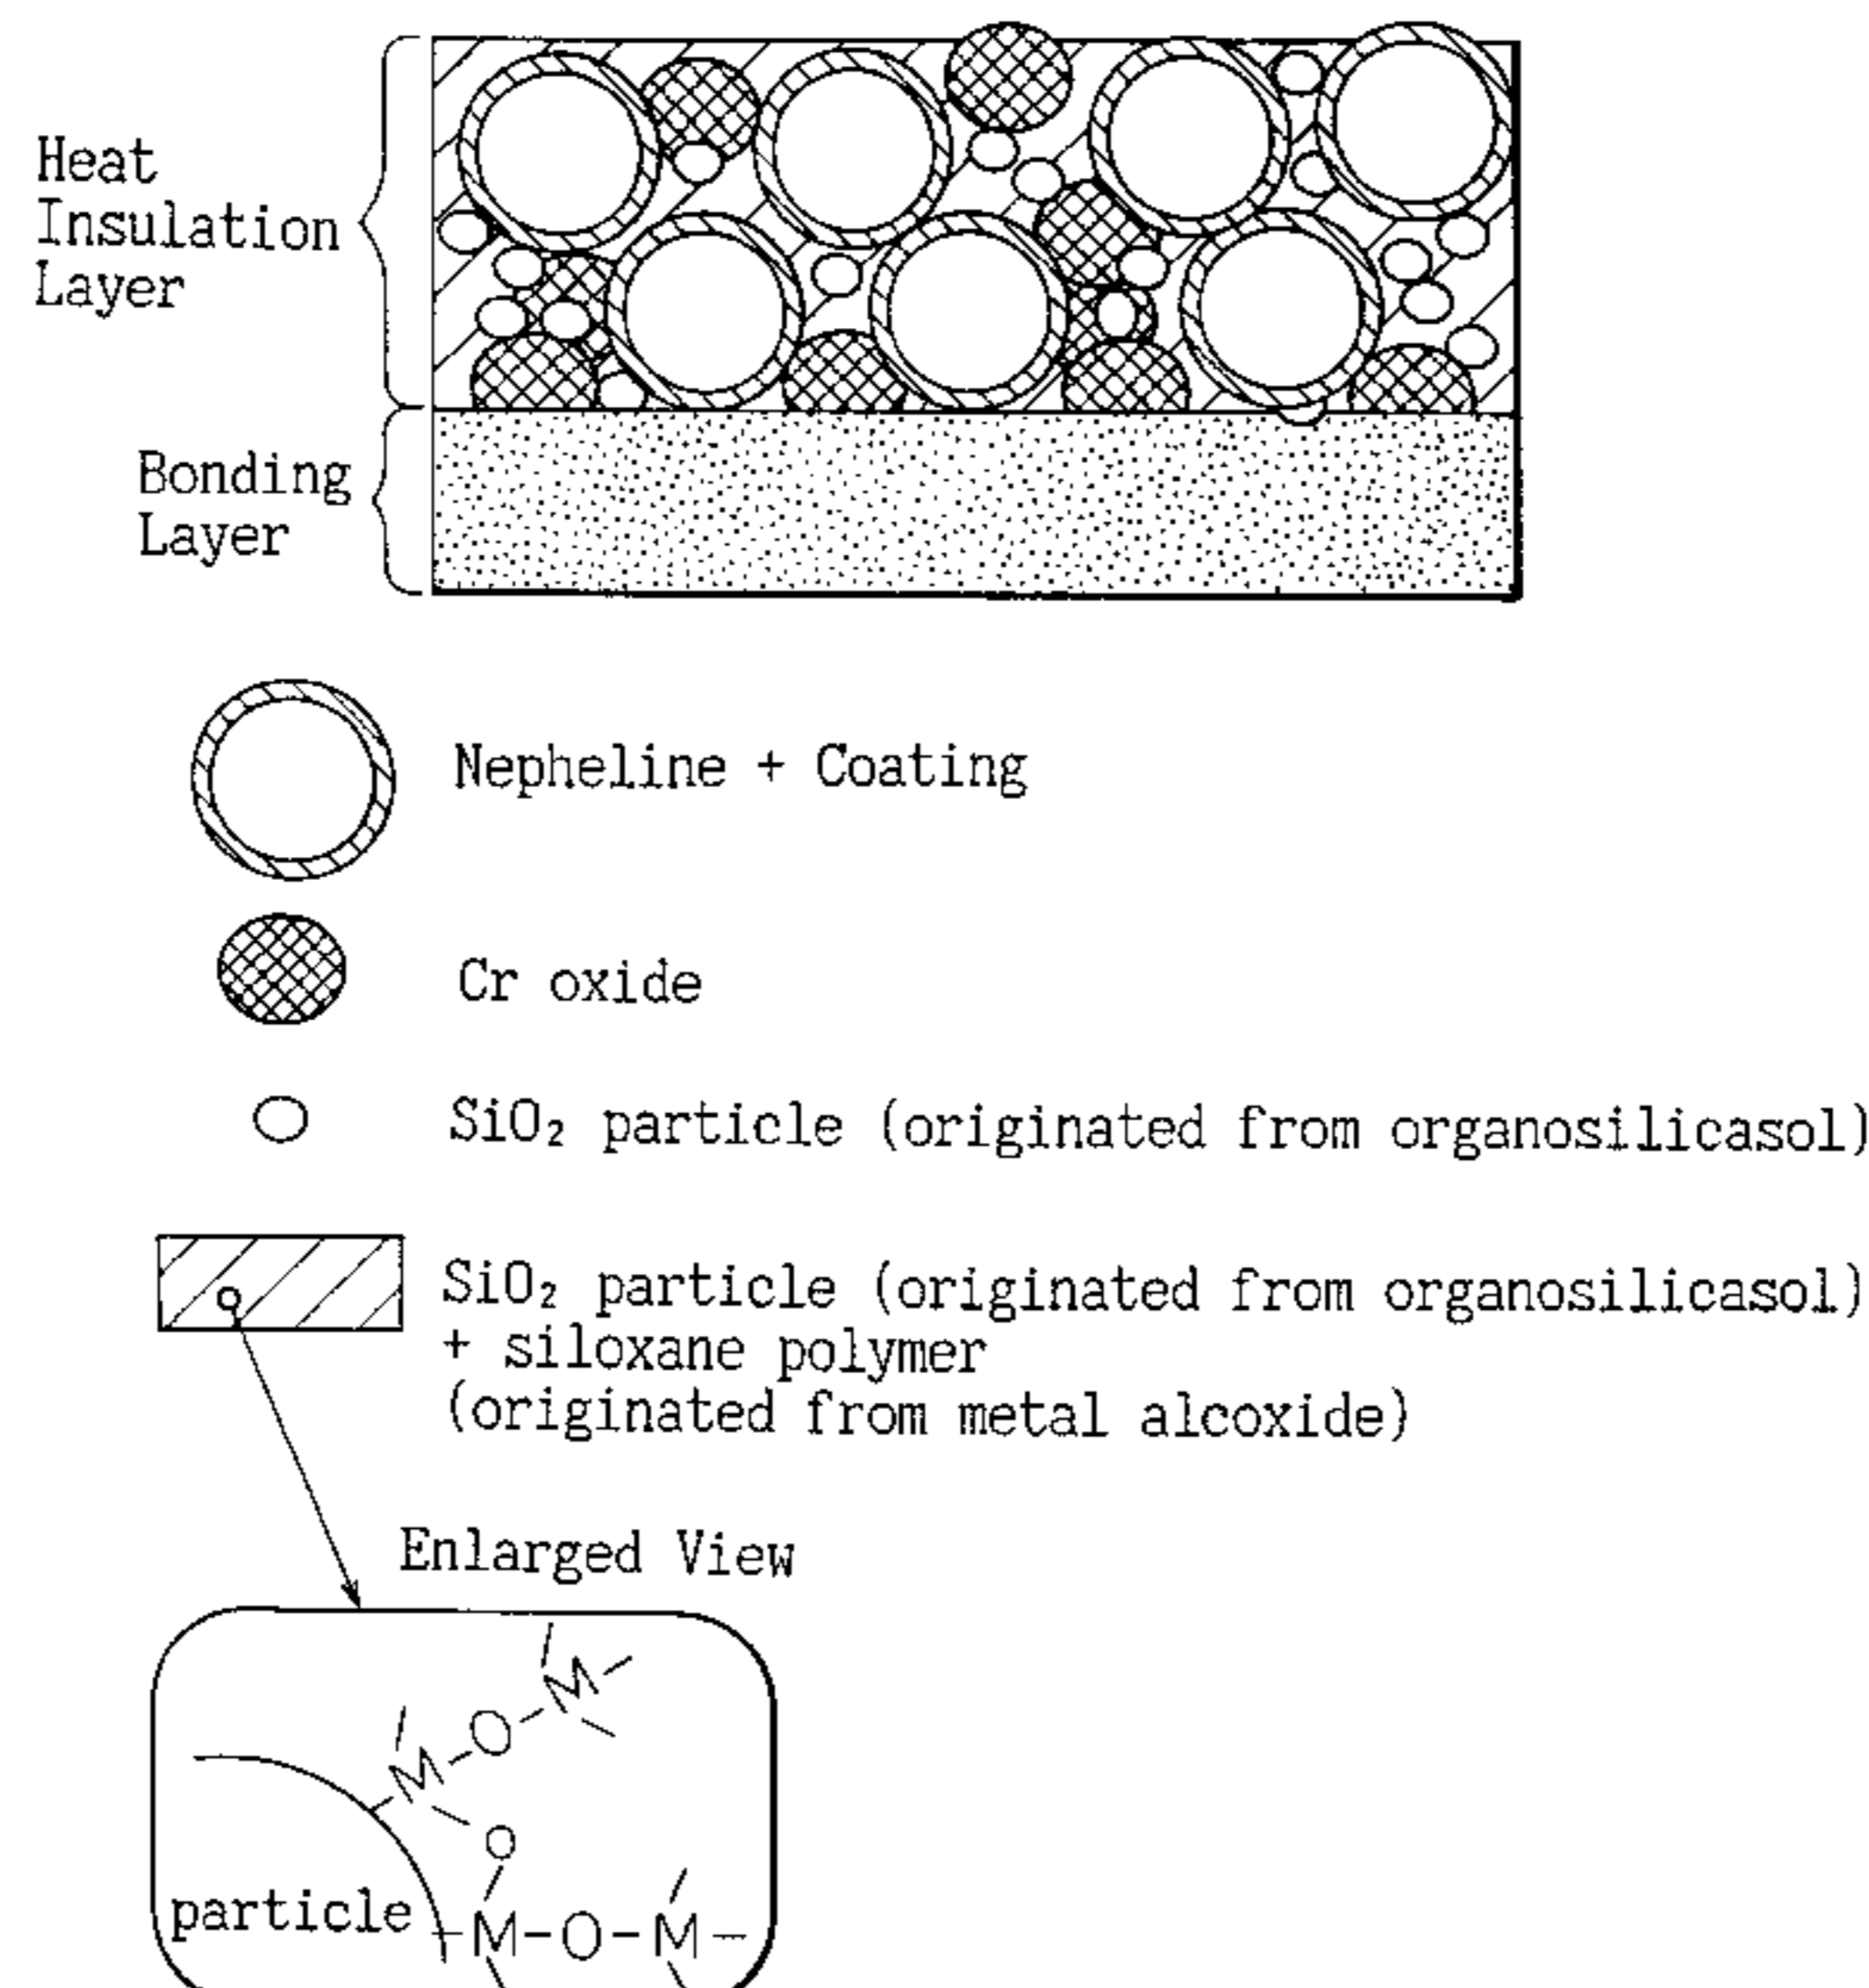 Heat
Insulation
Layer
Bonding
Layer
Nepheline + Coating
Cr oxide
SiO₂ particle (originated from organosilicasol)
SiO₂ particle (originated from organosilicasol)
+ siloxane polymer
(originated from metal alcoxide)
Enlarged View
M
M-O-
O
particle -M-O-M-